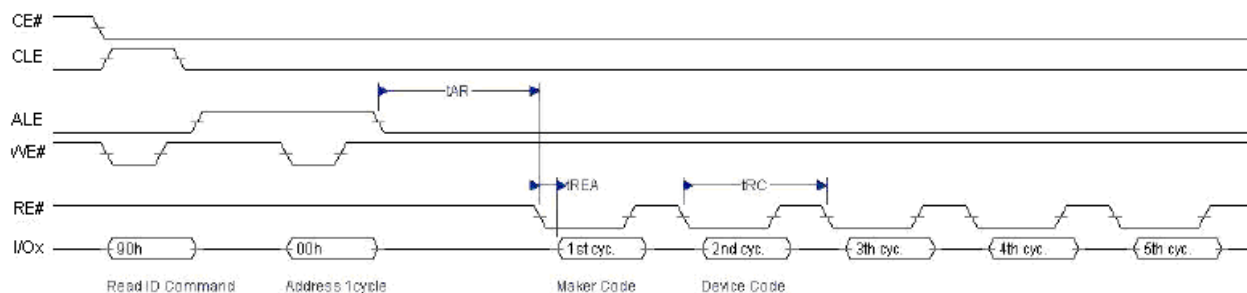 CE#
CLE
tAR
ALE
WE#
tREA
tRC
RE#
I/Ox
90h
00h
1st cyc.
2nd cyc.
3th cyc.
4th cyc.
5th cyc.
Read ID Command
Address 1cycle
Maker Code
Device Code